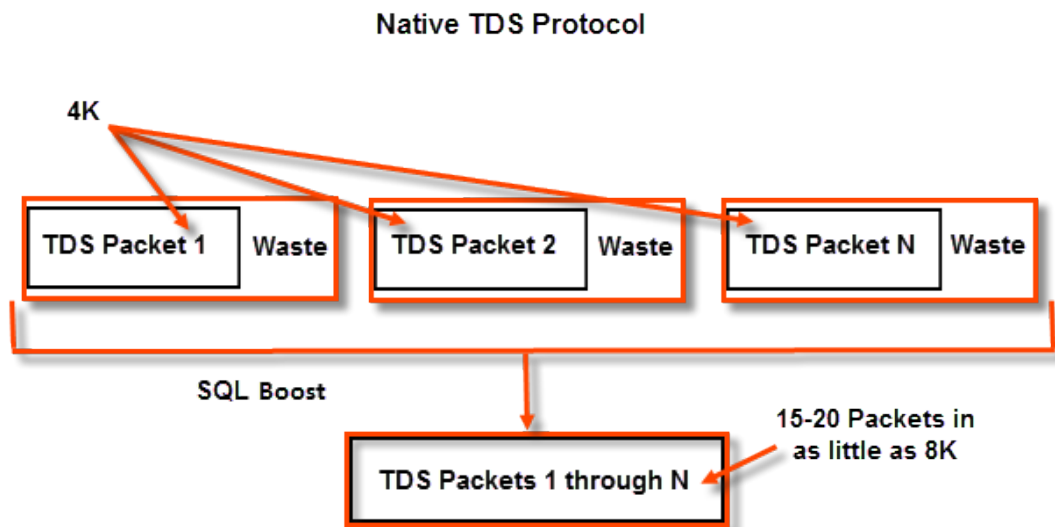 Native TDS Protocol
4K
TDS Packet 1 Waste TDS Packet 2 Waste TDS Packet N Waste
SQL Boost
15-20 Packets in
as little as 8K
TDS Packets 1 through N